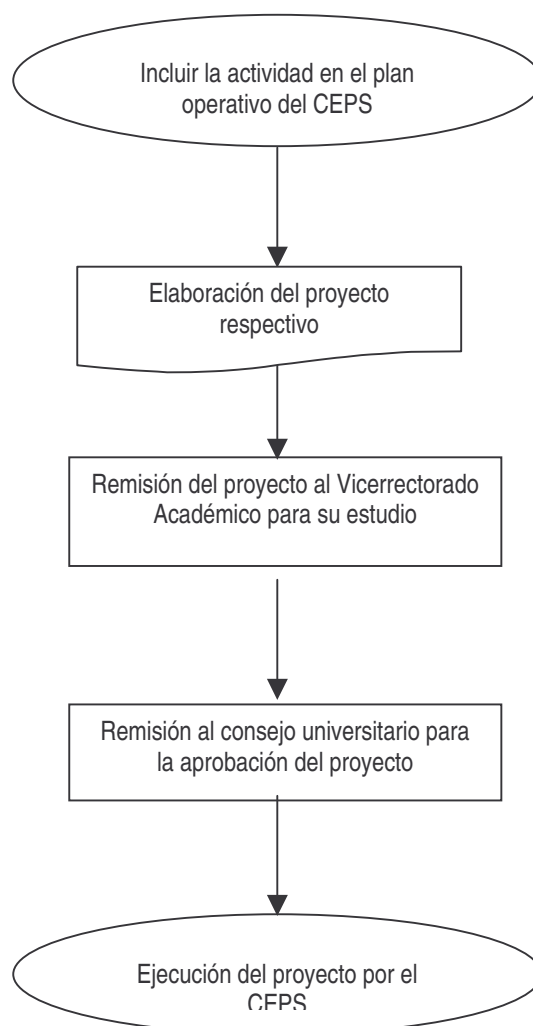 Incluir la actividad en el plan
operativo del CEPS
Elaboración del proyecto
respectivo
Remisión del proyecto al Vicerrectorado
Académico para su estudio
Remisión al consejo universitario para
la aprobación del proyecto
Ejecución del proyecto por el
CEPS